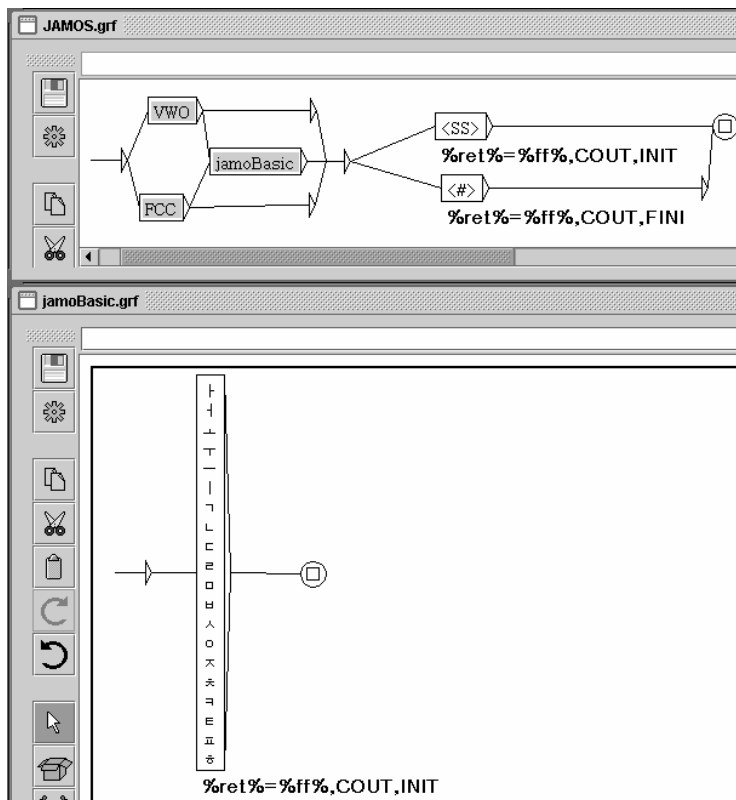 JAMOS.grf
VWO
jamoBasic
FCC
<SS>
%ret%=%ff%,COUT,INIT
<#>
%ret%=%ff%,COUT,FINI
jamoBasic.grf
ㅏ
ㅓ
ㅗ
ㅜ
ㅡ
ㅣ
ㄱ
ㄴ
ㄷ
ㄹ
ㅁ
ㅂ
ㅅ
ㅇ
ㅈ
ㅊ
ㅋ
ㅌ
ㅍ
ㅎ
%ret%=%ff%,COUT,INIT